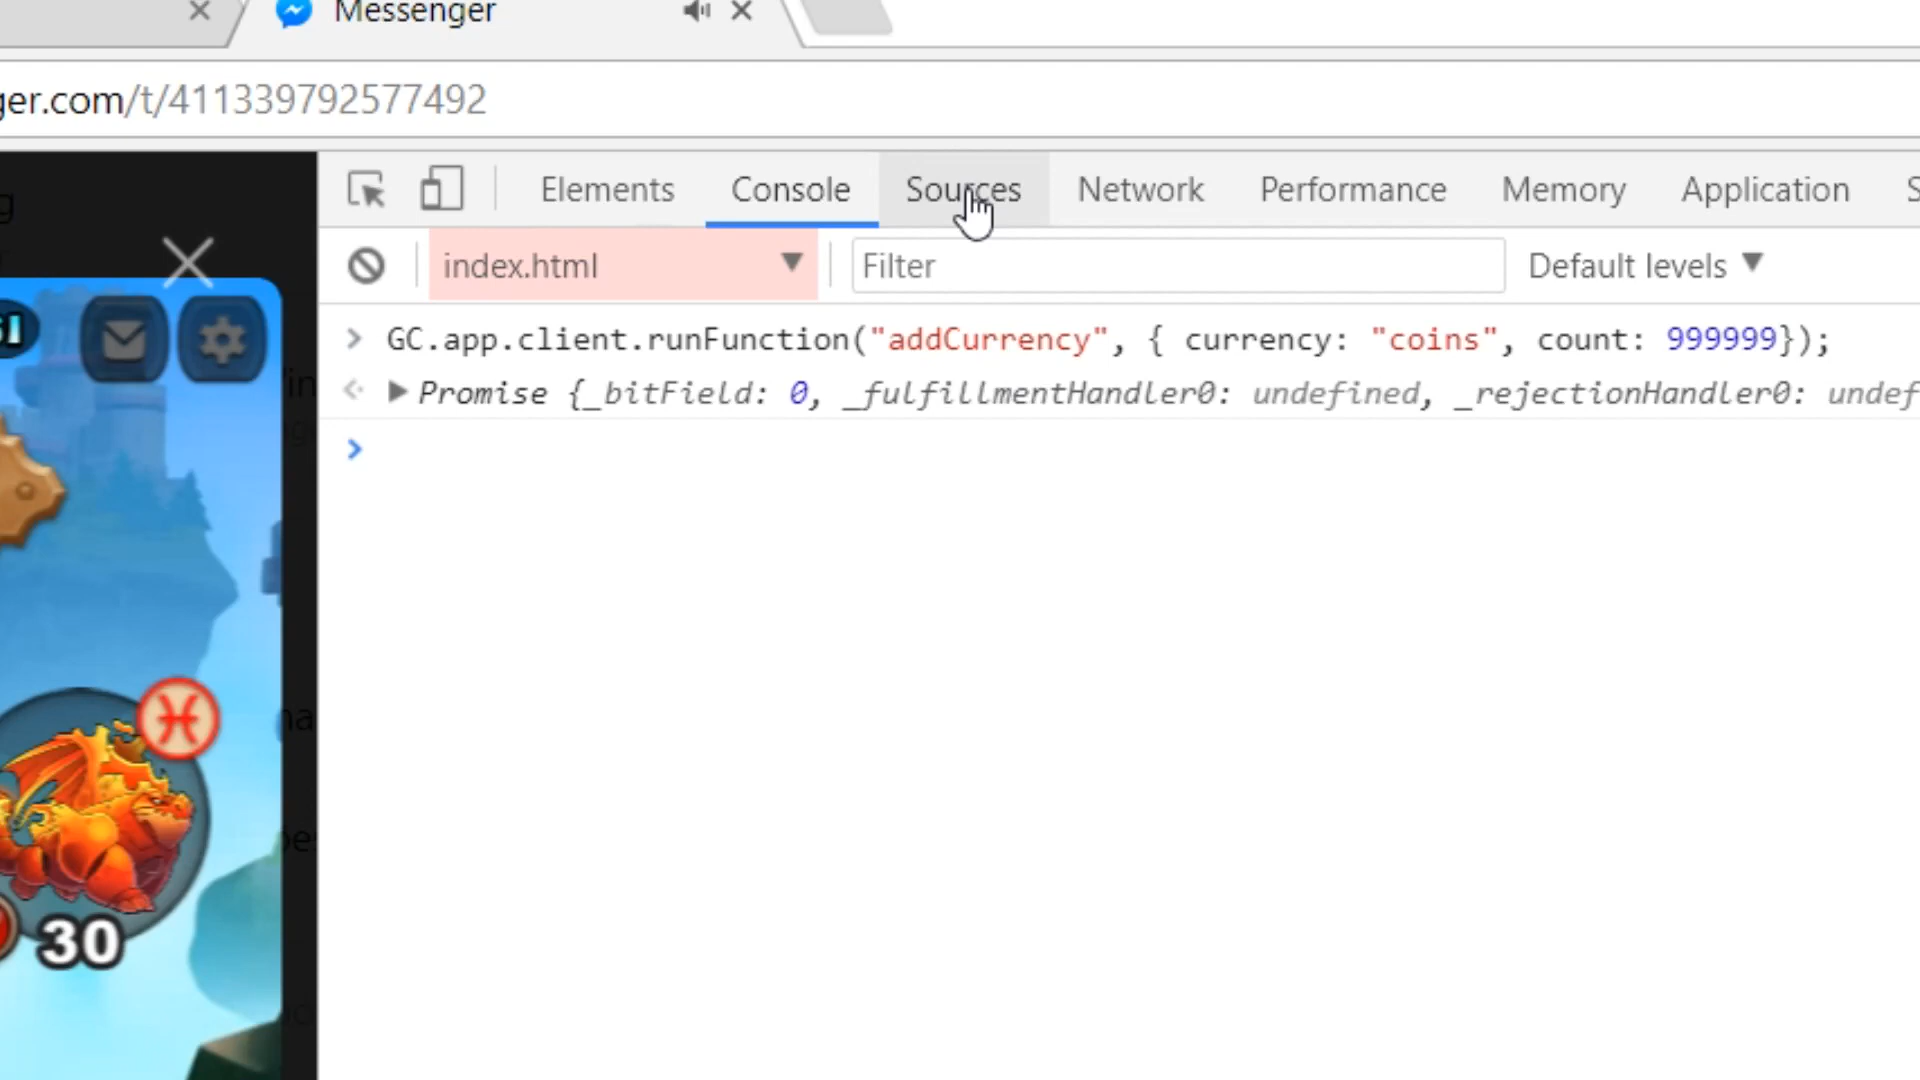 Messenger
ger.com/t/411339792577492
Elements Console Sources Network Performance Memory Application S
index.html ▼ Filter Default levels ▼
> GC.app.client.runFunction("addCurrency", { currency: "coins", count: 999999});
Promise {_bitField: 0, _fulfillmentHandler0: undefined, _rejectionHandler0: undef
>
30